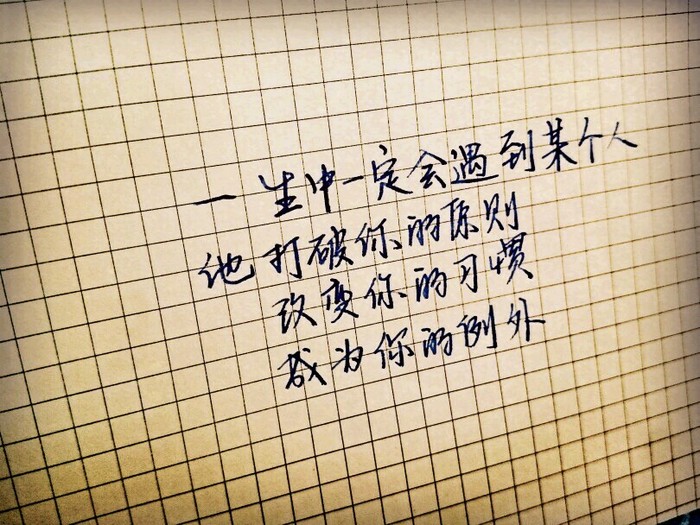 一生中一定会遇到某个人
他打破你的原则
改变你的习惯
成为你的例外